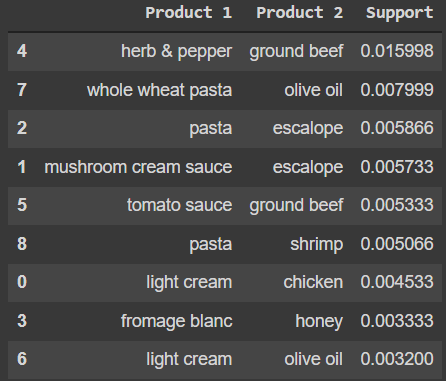 Product 1 Product 2 Support
4 herb & pepper ground beef 0.015998
7 whole wheat pasta olive oil 0.007999
2 pasta escalope 0.005866
1 mushroom cream sauce escalope 0.005733
5 tomato sauce ground beef 0.005333
8 pasta shrimp 0.005066
0 light cream chicken 0.004533
3 fromage blanc honey 0.003333
6 light cream olive oil 0.003200